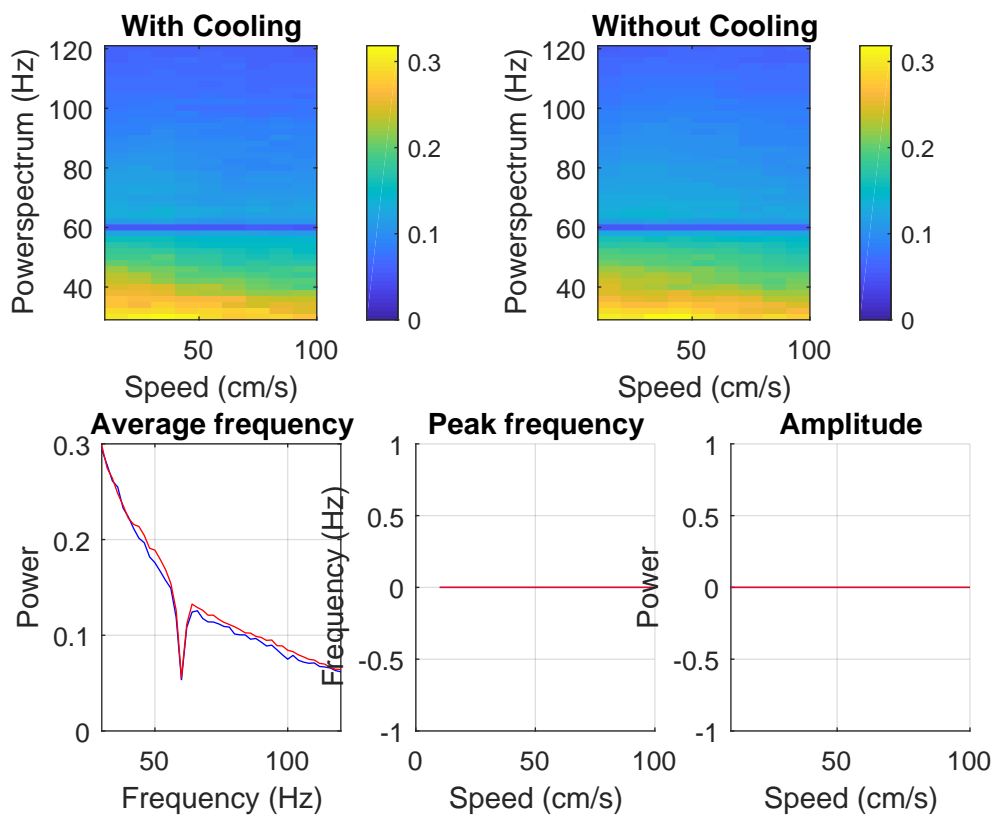 With Cooling
Powerspectrum (Hz)
120
100
80
60
40
50
100
Speed (cm/s)
0.3
0.2
0.1
0
Without Cooling
Powerspectrum (Hz)
120
100
80
60
40
50
100
Speed (cm/s)
0.3
0.2
0.1
0
Average frequency
Power
0.3
0.2
0.1
0
50
100
Frequency (Hz)
Peak frequency
Frequency (Hz)
1
0.5
0
-0.5
-1
0
50
100
Speed (cm/s)
Amplitude
Power
1
0.5
0
-0.5
-1
50
100
Speed (cm/s)